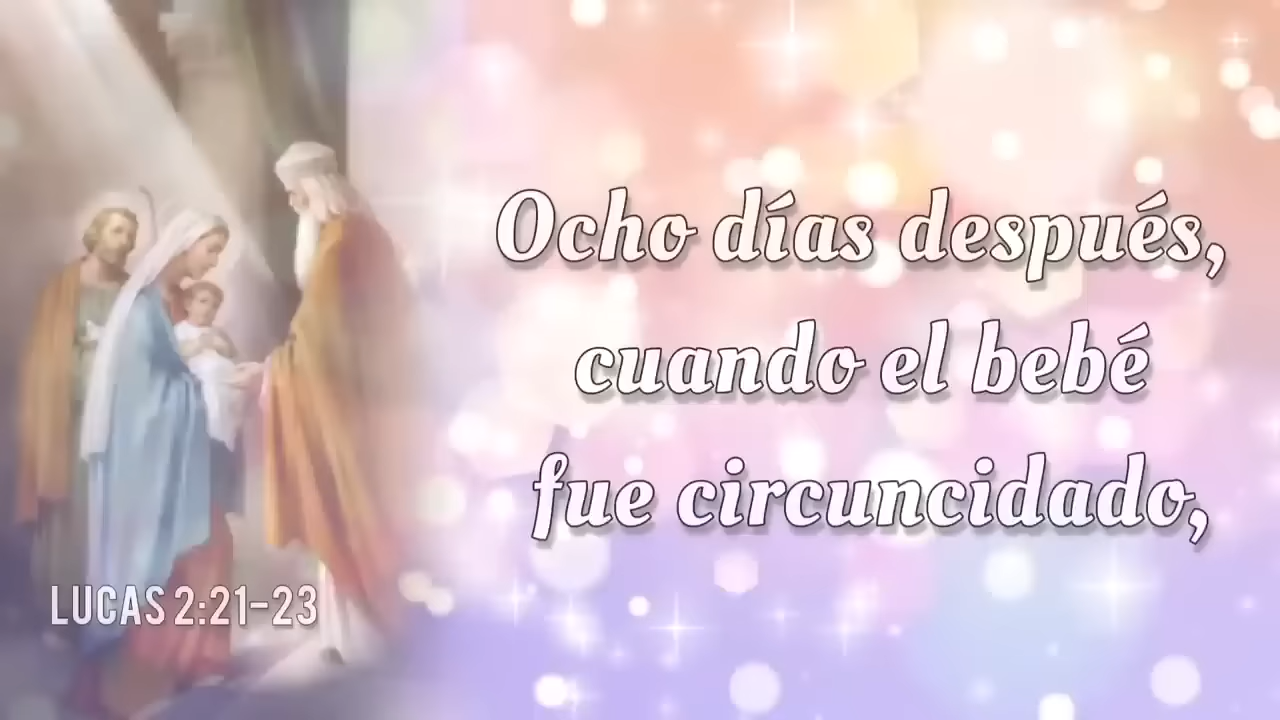 Ocho días después,
cuando el bebé
fue circuncidado,
LUCAS 2:21-23